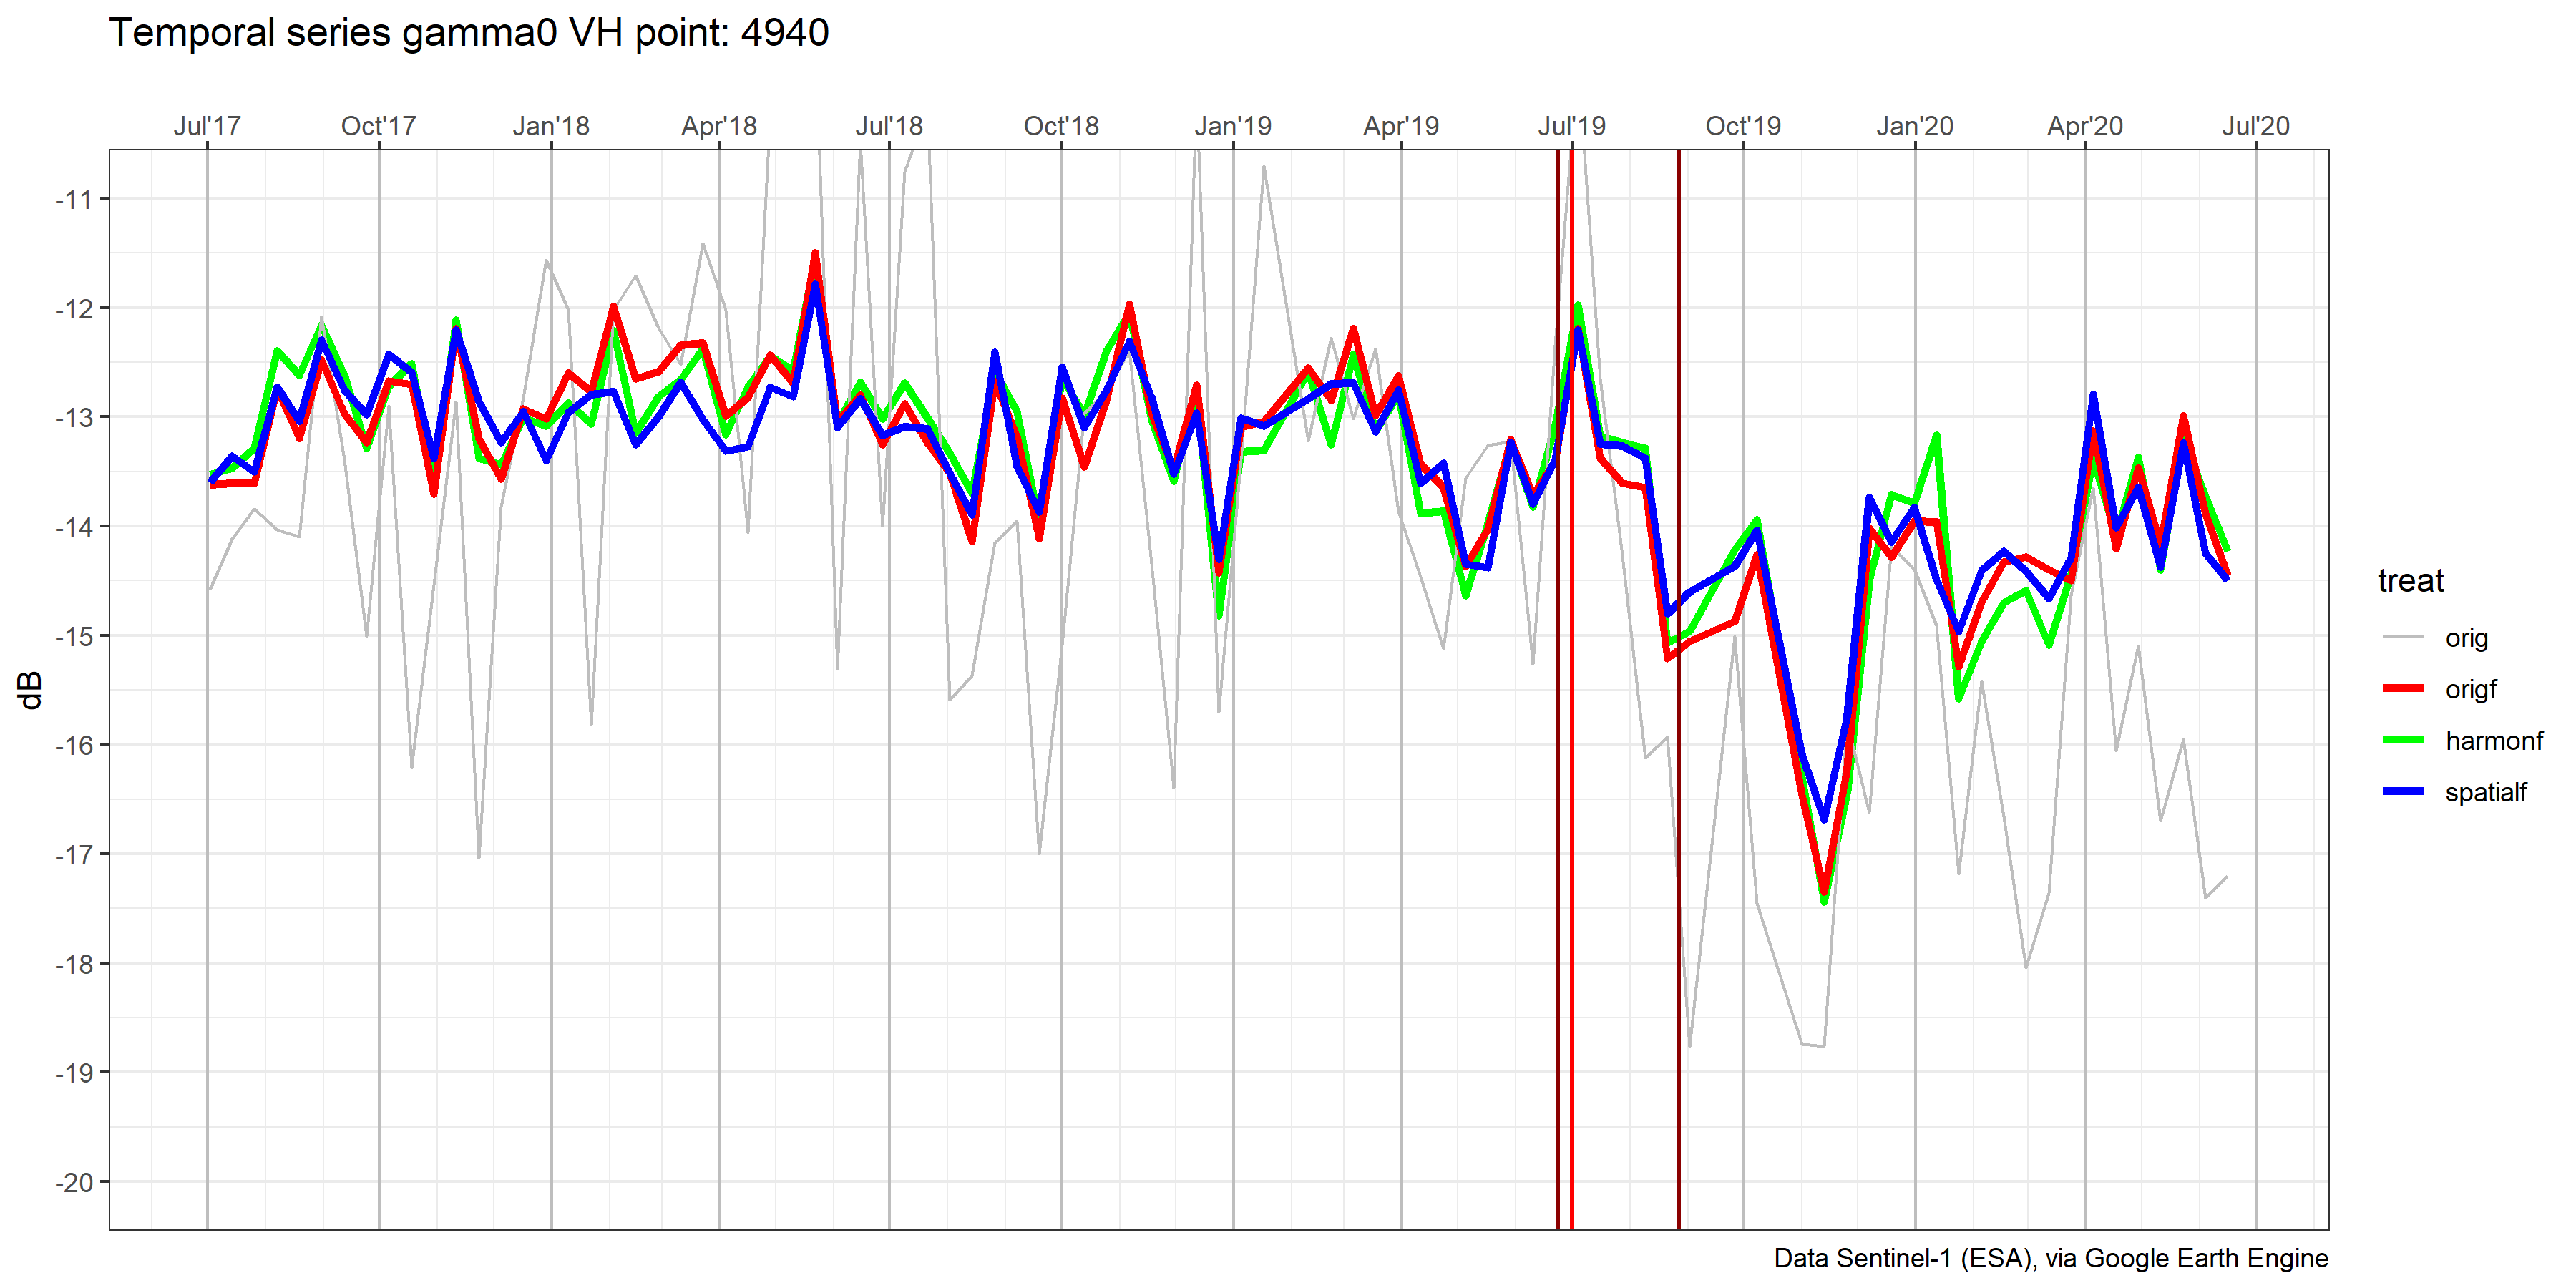 Temporal series gamma0 VH point: 4940
Jul'17 Oct'17 Jan'18 Apr'18 Jul'18 Oct'18 Jan'19 Apr'19 Jul'19 Oct'19 Jan'20 Apr'20 Jul'20
-11
-12
-13
-14
-15
-16
-17
-18
-19
-20
dB
treat
orig
origf
harmonf
spatialf
Data Sentinel-1 (ESA), via Google Earth Engine